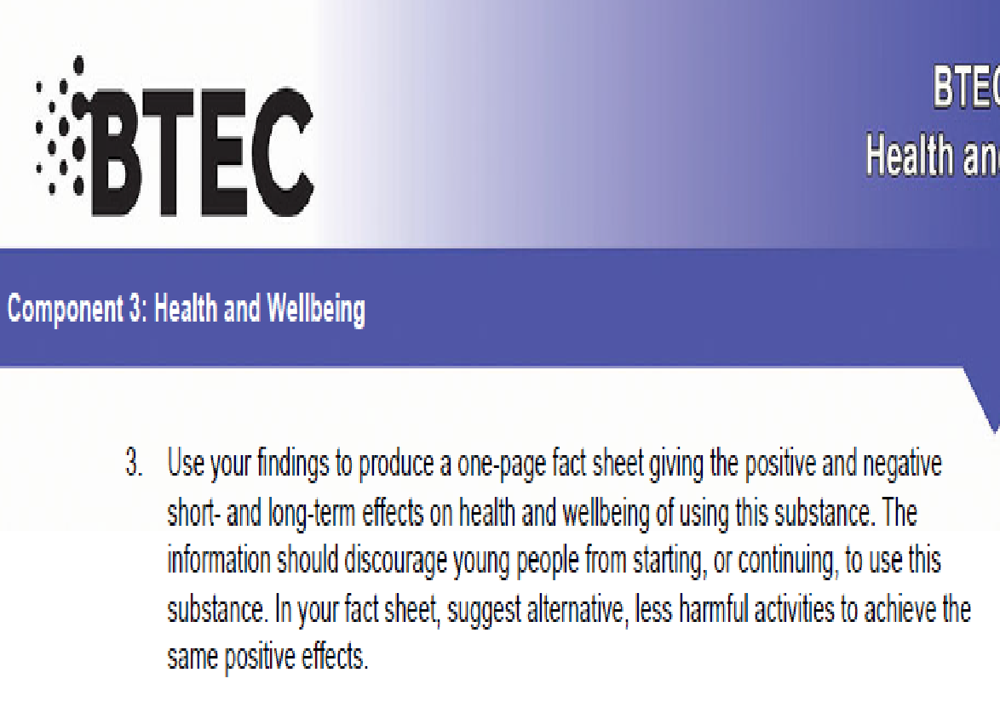 BTEC
BTEC
Health and
Component 3: Health and Wellbeing
3. Use your findings to produce a one-page fact sheet giving the positive and negative
short- and long-term effects on health and wellbeing of using this substance. The
information should discourage young people from starting, or continuing, to use this
substance. In your fact sheet, suggest alternative, less harmful activities to achieve the
same positive effects.